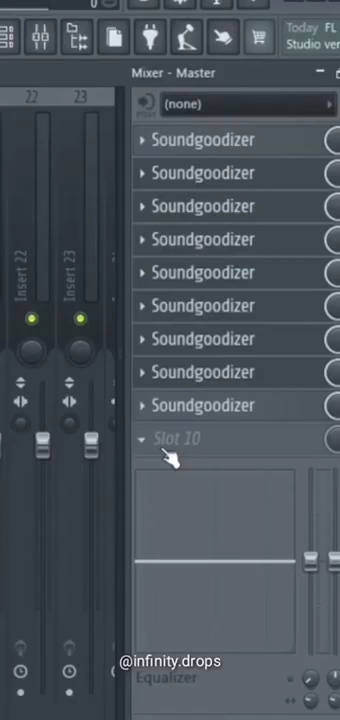 Today FL
Studio ver
Mixer - Master
22 23
(none)
Insert 22
Insert 23
Soundgoodizer
Soundgoodizer
Soundgoodizer
Soundgoodizer
Soundgoodizer
Soundgoodizer
Soundgoodizer
Soundgoodizer
Soundgoodizer
Slot 10
@infinity.drops
Equalizer